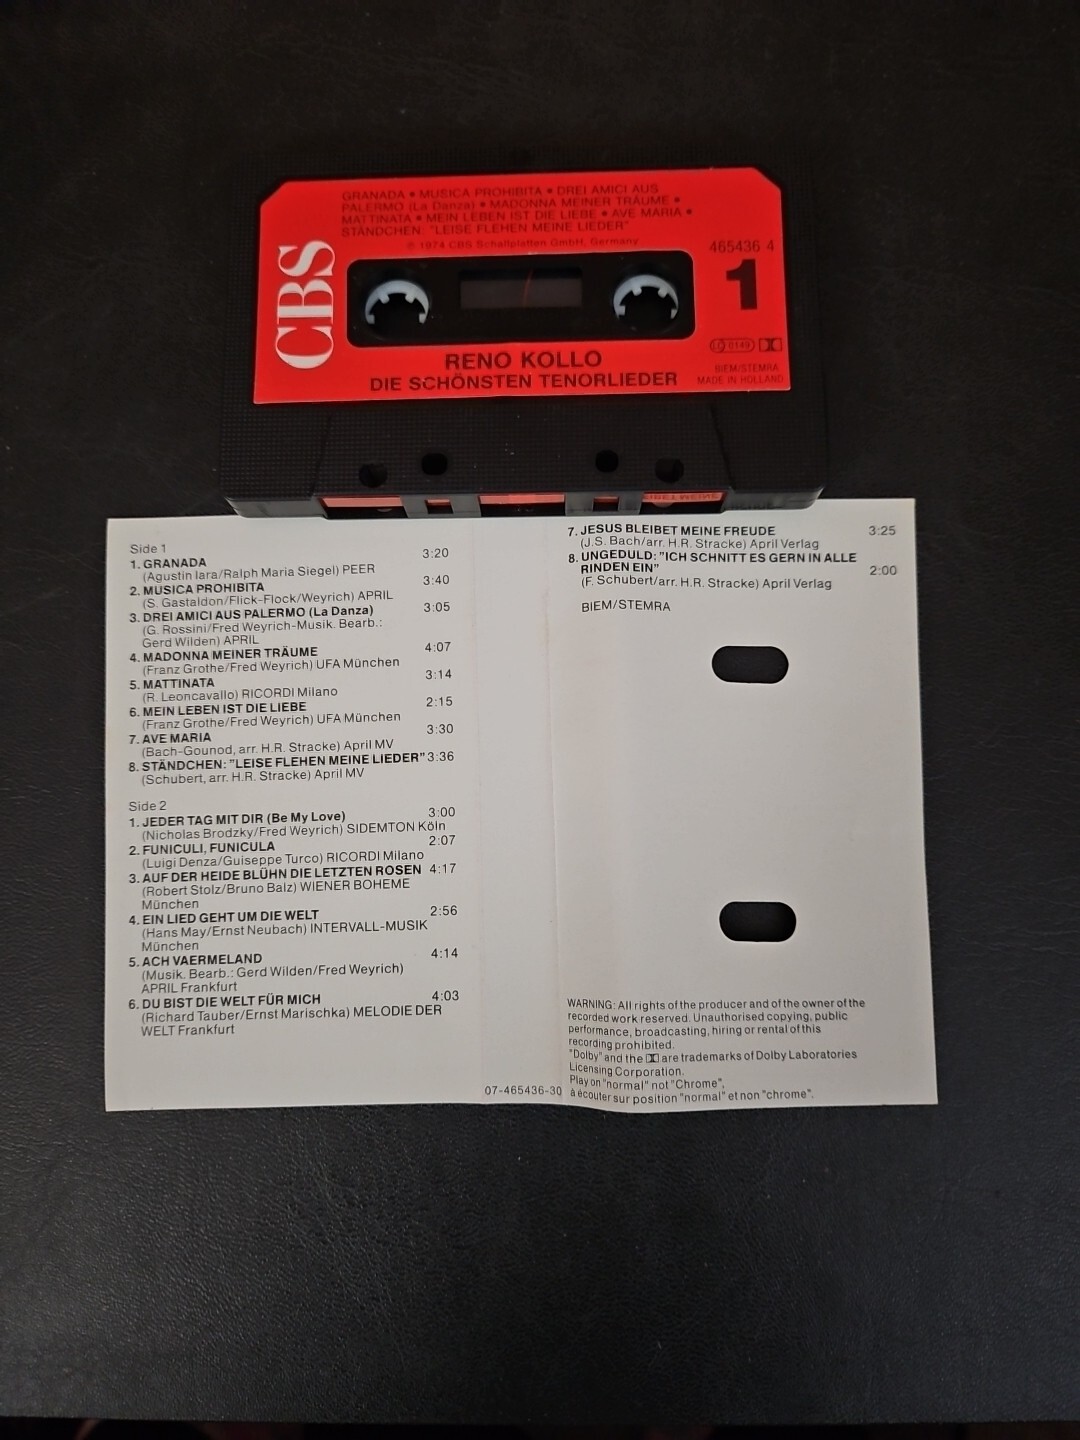 GRANADA • MUSICA PROHIBITA • DREI AMICI AUS
PALERMO (La Danza) • MADONNA MEINER TRÄUME •
MATTINATA • MEIN LEBEN IST DIE LIEBE • AVE MARIA •
STÄNDCHEN: "LEISE FLEHEN MEINE LIEDER"
℗ 1974 CBS Schallplatten GmbH, Germany
465436 4
CBS
1
LC 0149
RENO KOLLO
DIE SCHÖNSTEN TENORLIEDER
BIEM/STEMRA
MADE IN HOLLAND
Side 1
1. GRANADA 3:20
(Agustin lara/Ralph Maria Siegel) PEER
2. MUSICA PROHIBITA 3:40
(S. Gastaldon/Flick-Flock/Weyrich) APRIL
3. DREI AMICI AUS PALERMO (La Danza) 3:05
(G. Rossini/Fred Weyrich-Musik. Bearb.:
Gerd Wilden) APRIL
4. MADONNA MEINER TRÄUME 4:07
(Franz Grothe/Fred Weyrich) UFA München
5. MATTINATA 3:14
(R. Leoncavallo) RICORDI Milano
6. MEIN LEBEN IST DIE LIEBE 2:15
(Franz Grothe/Fred Weyrich) UFA München
7. AVE MARIA 3:30
(Bach-Gounod, arr. H.R. Stracke) April MV
8. STÄNDCHEN: "LEISE FLEHEN MEINE LIEDER" 3:36
(Schubert, arr. H.R. Stracke) April MV
Side 2
1. JEDER TAG MIT DIR (Be My Love) 3:00
(Nicholas Brodzky/Fred Weyrich) SIDEMTON Köln
2. FUNICULI, FUNICULA 2:07
(Luigi Denza/Guiseppe Turco) RICORDI Milano
3. AUF DER HEIDE BLÜHN DIE LETZTEN ROSEN 4:17
(Robert Stolz/Bruno Balz) WIENER BOHEME
München
4. EIN LIED GEHT UM DIE WELT 2:56
(Hans May/Ernst Neubach) INTERVALL-MUSIK
München
5. ACH VAERMELAND 4:14
(Musik. Bearb.: Gerd Wilden/Fred Weyrich)
APRIL Frankfurt
6. DU BIST DIE WELT FÜR MICH 4:03
(Richard Tauber/Ernst Marischka) MELODIE DER
WELT Frankfurt
07-465436-30
7. JESUS BLEIBET MEINE FREUDE 3:25
(J.S. Bach/arr. H.R. Stracke) April Verlag
8. UNGEDULD: "ICH SCHNITT ES GERN IN ALLE
RINDEN EIN" 2:00
(F. Schubert/arr. H.R. Stracke) April Verlag
BIEM/STEMRA
WARNING: All rights of the producer and of the owner of the
recorded work reserved. Unauthorised copying, public
performance, broadcasting, hiring or rental of this
recording prohibited.
"Dolby" and the are trademarks of Dolby Laboratories
Licensing Corporation.
Play on "normal" not "Chrome",
à écouter sur position "normal" et non "chrome".